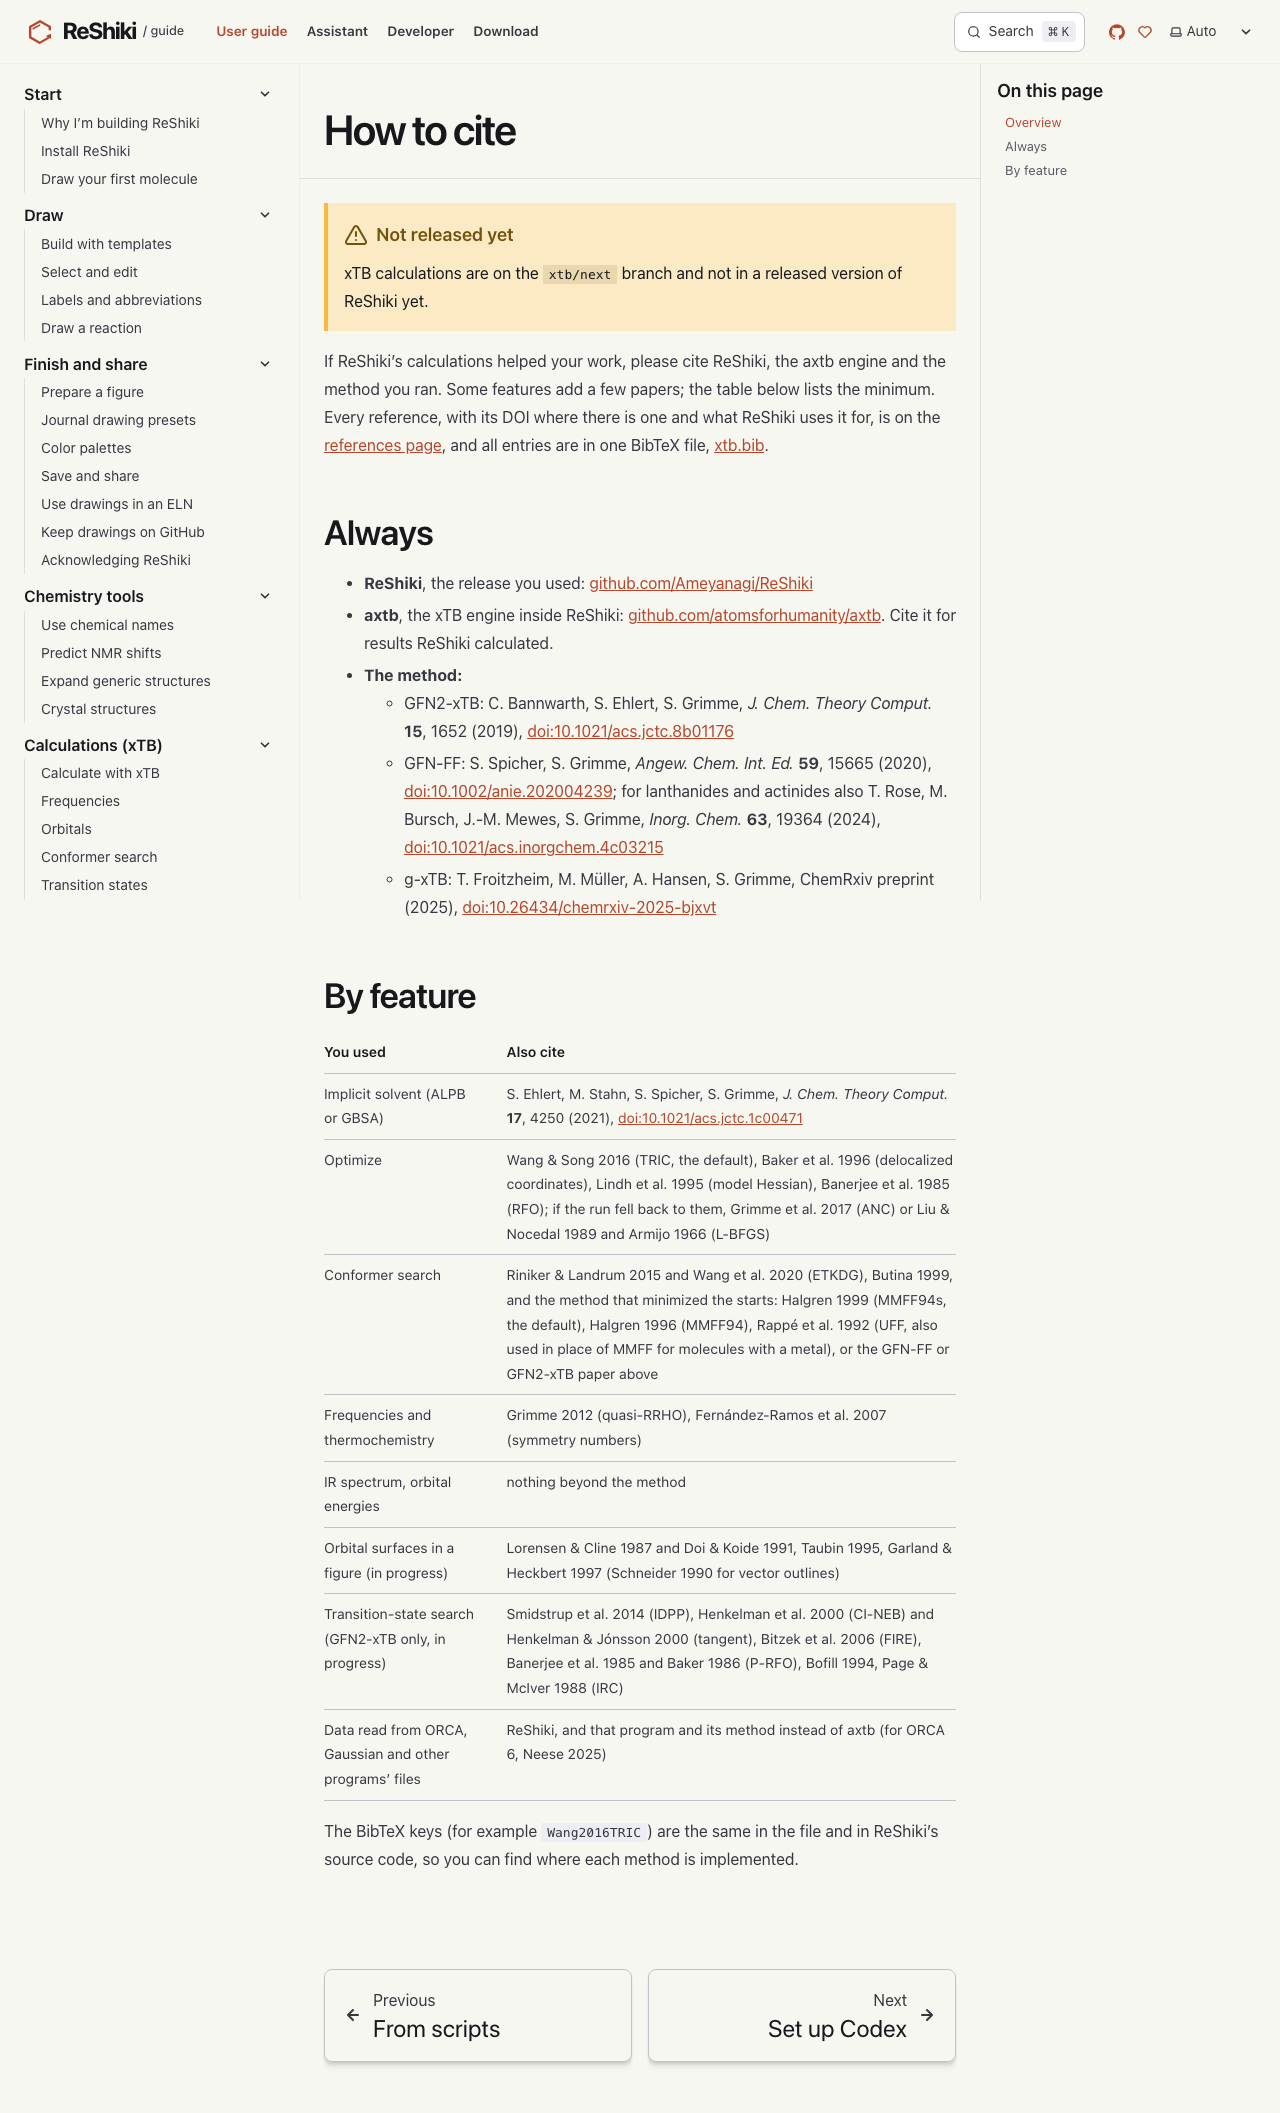 ReShiki / guide
User guide
Assistant
Developer
Download
Search ⌘ K
Auto
Start
Why I’m building ReShiki
Install ReShiki
Draw your first molecule
Draw
Build with templates
Select and edit
Labels and abbreviations
Draw a reaction
Finish and share
Prepare a figure
Journal drawing presets
Color palettes
Save and share
Use drawings in an ELN
Keep drawings on GitHub
Acknowledging ReShiki
Chemistry tools
Use chemical names
Predict NMR shifts
Expand generic structures
Crystal structures
Calculations (xTB)
Calculate with xTB
Frequencies
Orbitals
Conformer search
Transition states
How to cite
Not released yet
xTB calculations are on the xtb/next branch and not in a released version of
ReShiki yet.
If ReShiki’s calculations helped your work, please cite ReShiki, the axtb engine and the
method you ran. Some features add a few papers; the table below lists the minimum.
Every reference, with its DOI where there is one and what ReShiki uses it for, is on the
references page, and all entries are in one BibTeX file, xtb.bib.
Always
• ReShiki, the release you used: github.com/Ameyanagi/ReShiki
• axtb, the xTB engine inside ReShiki: github.com/atomsforhumanity/axtb. Cite it for
results ReShiki calculated.
• The method:
◦ GFN2-xTB: C. Bannwarth, S. Ehlert, S. Grimme, J. Chem. Theory Comput.
15, 1652 (2019), doi:10.1021/acs.jctc.8b01176
◦ GFN-FF: S. Spicher, S. Grimme, Angew. Chem. Int. Ed. 59, 15665 (2020),
doi:10.1002/anie.202004239; for lanthanides and actinides also T. Rose, M.
Bursch, J.-M. Mewes, S. Grimme, Inorg. Chem. 63, 19364 (2024),
doi:10.1021/acs.inorgchem.4c03215
◦ g-xTB: T. Froitzheim, M. Müller, A. Hansen, S. Grimme, ChemRxiv preprint
(2025), doi:10.26434/chemrxiv-2025-bjxvt
By feature
You used
Also cite
Implicit solvent (ALPB
or GBSA)
S. Ehlert, M. Stahn, S. Spicher, S. Grimme, J. Chem. Theory Comput.
17, 4250 (2021), doi:10.1021/acs.jctc.1c00471
Optimize
Wang & Song 2016 (TRIC, the default), Baker et al. 1996 (delocalized
coordinates), Lindh et al. 1995 (model Hessian), Banerjee et al. 1985
(RFO); if the run fell back to them, Grimme et al. 2017 (ANC) or Liu &
Nocedal 1989 and Armijo 1966 (L-BFGS)
Conformer search
Riniker & Landrum 2015 and Wang et al. 2020 (ETKDG), Butina 1999,
and the method that minimized the starts: Halgren 1999 (MMFF94s,
the default), Halgren 1996 (MMFF94), Rappé et al. 1992 (UFF, also
used in place of MMFF for molecules with a metal), or the GFN-FF or
GFN2-xTB paper above
Frequencies and
thermochemistry
Grimme 2012 (quasi-RRHO), Fernández-Ramos et al. 2007
(symmetry numbers)
IR spectrum, orbital
energies
nothing beyond the method
Orbital surfaces in a
figure (in progress)
Lorensen & Cline 1987 and Doi & Koide 1991, Taubin 1995, Garland &
Heckbert 1997 (Schneider 1990 for vector outlines)
Transition-state search
(GFN2-xTB only, in
progress)
Smidstrup et al. 2014 (IDPP), Henkelman et al. 2000 (CI-NEB) and
Henkelman & Jónsson 2000 (tangent), Bitzek et al. 2006 (FIRE),
Banerjee et al. 1985 and Baker 1986 (P-RFO), Bofill 1994, Page &
McIver 1988 (IRC)
Data read from ORCA,
Gaussian and other
programs’ files
ReShiki, and that program and its method instead of axtb (for ORCA
6, Neese 2025)
The BibTeX keys (for example Wang2016TRIC) are the same in the file and in ReShiki’s
source code, so you can find where each method is implemented.
Previous
From scripts
Next
Set up Codex
On this page
Overview
Always
By feature